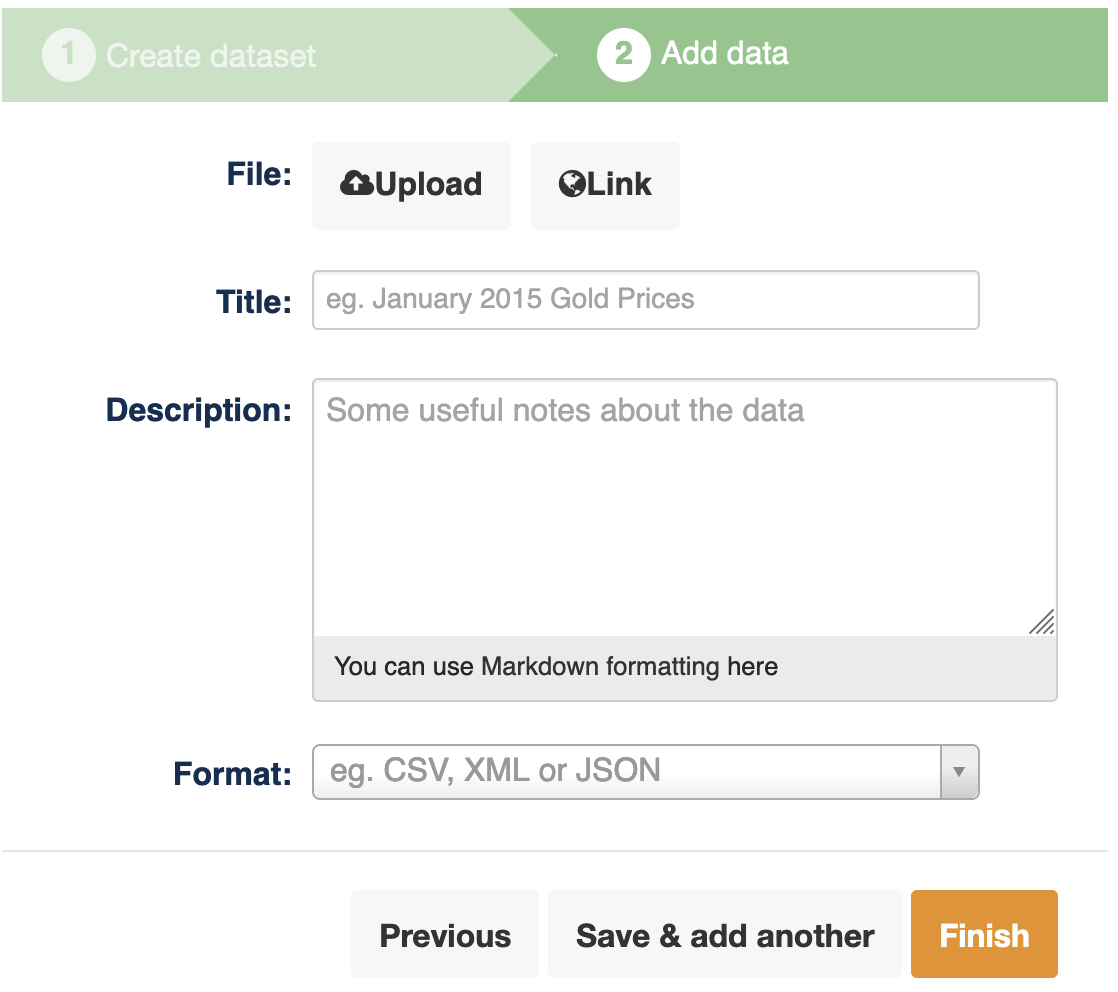 1 Create dataset
2 Add data
File:
Upload
Link
Title:
eg. January 2015 Gold Prices
Description:
Some useful notes about the data
You can use Markdown formatting here
Format:
eg. CSV, XML or JSON
Previous
Save & add another
Finish